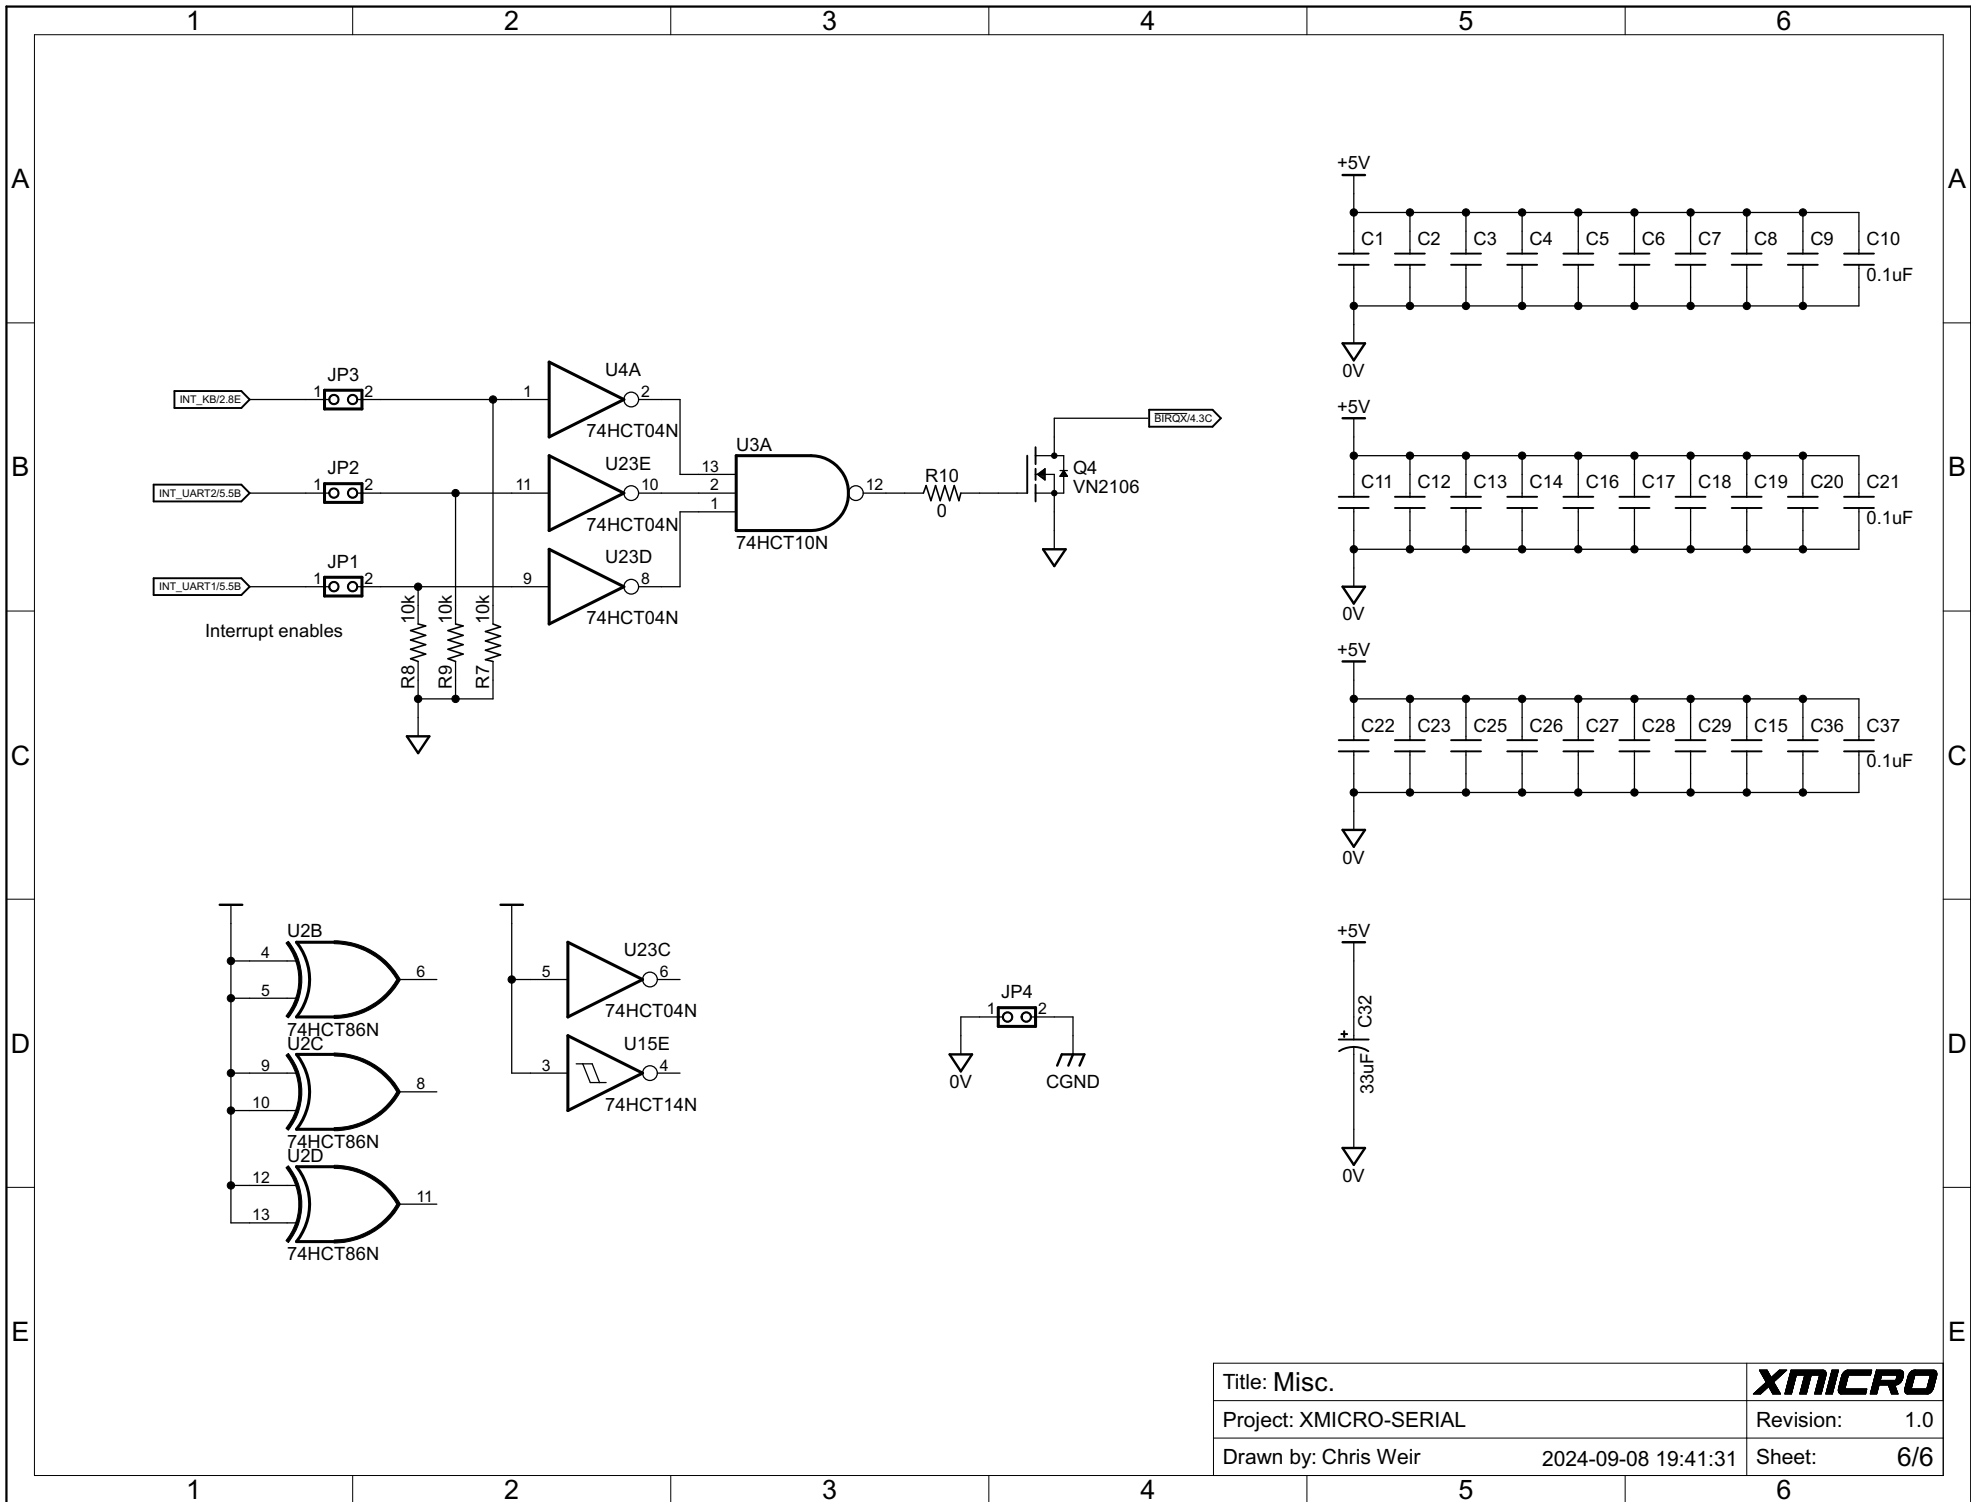 1 2 3 4 5 6
A A
+5V
C1 C2 C3 C4 C5 C6 C7 C8 C9 C10
0.1uF
0V
B B
JP3
INT_KB/2.8E 1 2 1 U4A 2
74HCT04N
JP2
INT_UART2/5.5B 1 2 11 U23E 10
74HCT04N
JP1
INT_UART1/5.5B 1 2 9 U23D 8
74HCT04N
Interrupt enables
R8 10k
R9 10k
R7 10k
U3A
13
2
1
12
74HCT10N
R10
0
Q4
VN2106
BIRQX/4.3C
+5V
C11 C12 C13 C14 C16 C17 C18 C19 C20 C21
0.1uF
0V
C C
+5V
C22 C23 C25 C26 C27 C28 C29 C15 C36 C37
0.1uF
0V
D D
U2B
4
5
6
74HCT86N
U2C
9
10
8
74HCT86N
U2D
12
13
11
74HCT86N
U23C
5 6
74HCT04N
U15E
3 4
74HCT14N
JP4
1 2
0V CGND
+5V
+
C32
33uF
0V
E E
Title: Misc. XMICRO
Project: XMICRO-SERIAL Revision: 1.0
Drawn by: Chris Weir 2024-09-08 19:41:31 Sheet: 6/6
1 2 3 4 5 6